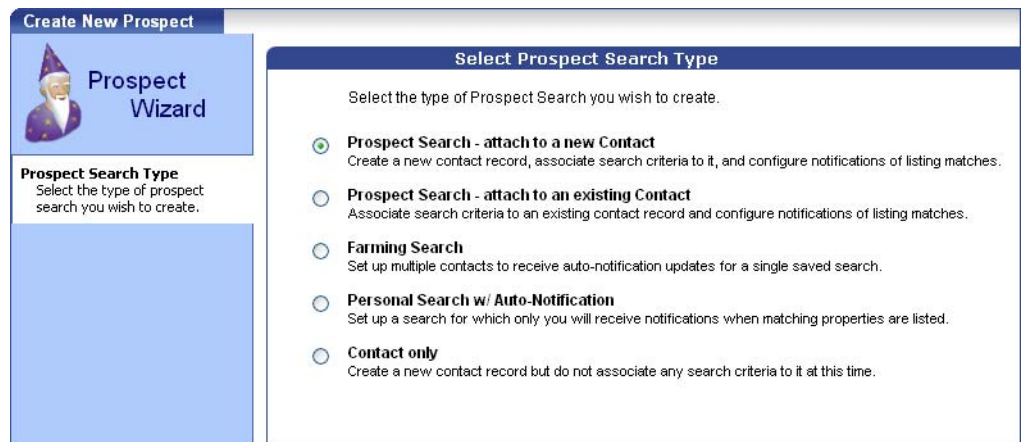 Create New Prospect
Prospect
Wizard
Prospect Search Type
Select the type of prospect
search you wish to create.
Select Prospect Search Type
Select the type of Prospect Search you wish to create.
Prospect Search - attach to a new Contact
Create a new contact record, associate search criteria to it, and configure notifications of listing matches.
Prospect Search - attach to an existing Contact
Associate search criteria to an existing contact record and configure notifications of listing matches.
Farming Search
Set up multiple contacts to receive auto-notification updates for a single saved search.
Personal Search w/ Auto-Notification
Set up a search for which only you will receive notifications when matching properties are listed.
Contact only
Create a new contact record but do not associate any search criteria to it at this time.